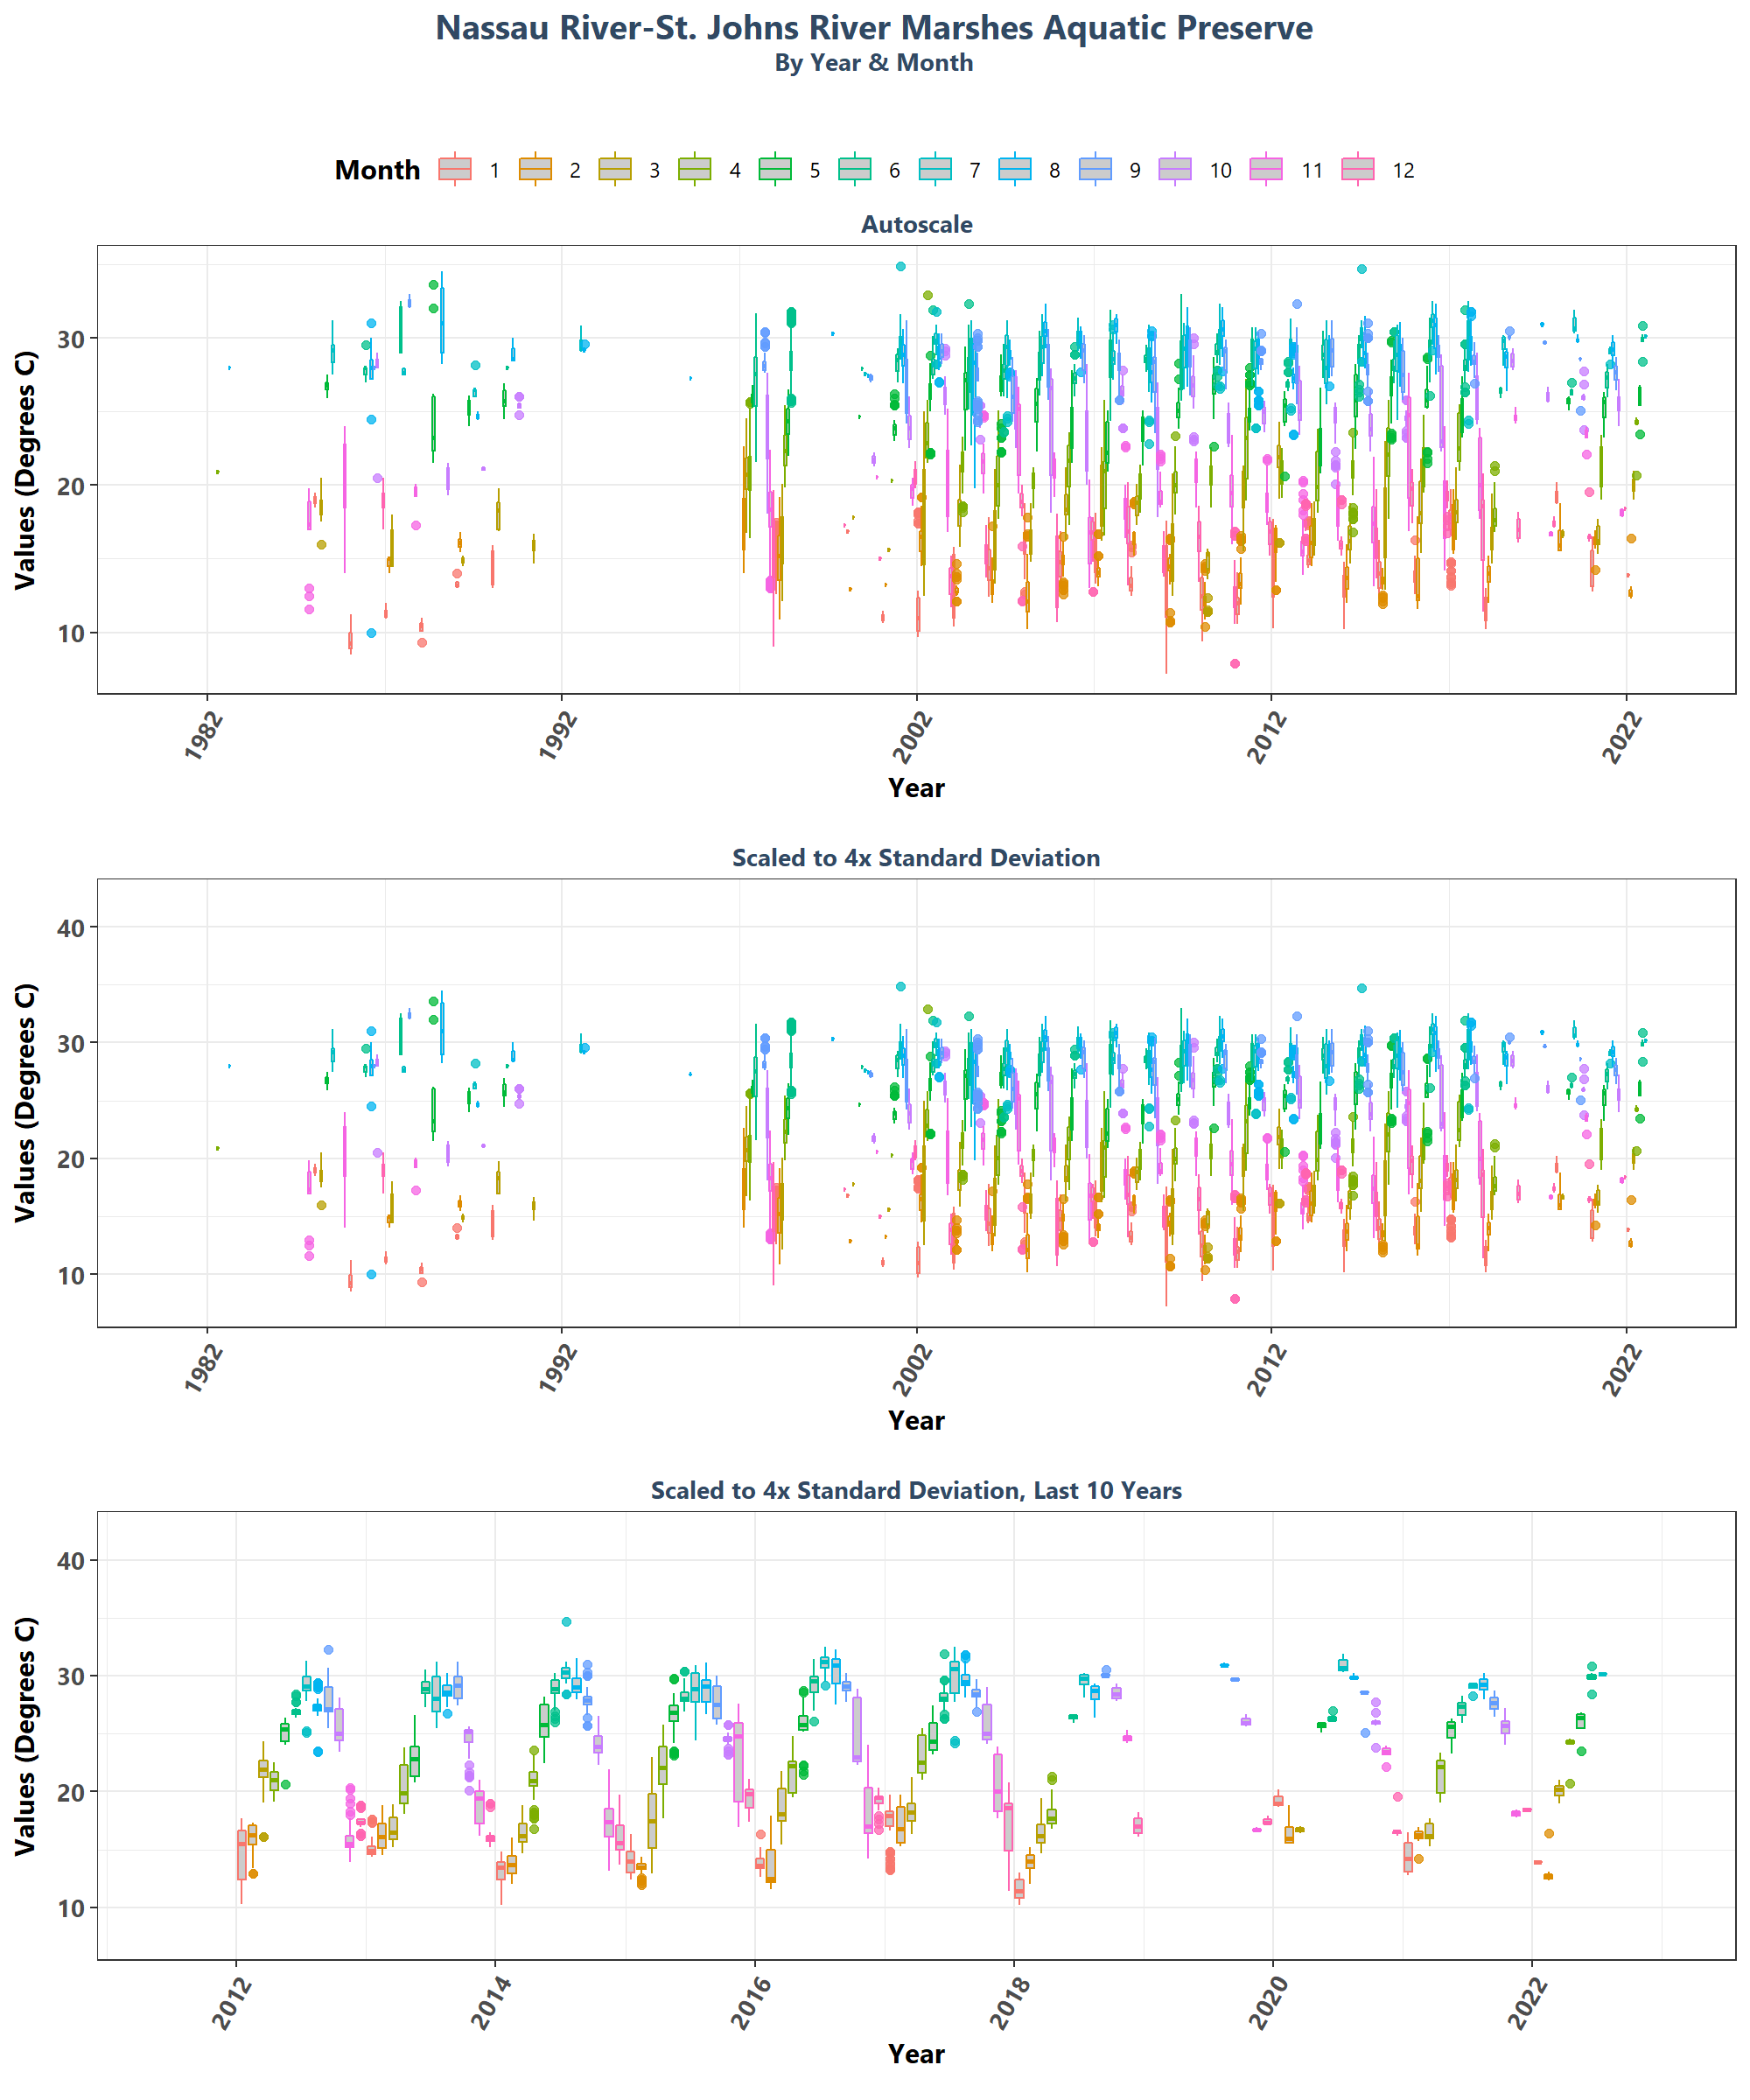 Nassau River-St. Johns River Marshes Aquatic Preserve
By Year & Month
Month 1 2 3 4 5 6 7 8 9 10 11 12
Autoscale
Values (Degrees C)
30
20
10
1982 1992 2002 2012 2022
Year
Scaled to 4x Standard Deviation
Values (Degrees C)
40
30
20
10
1982 1992 2002 2012 2022
Year
Scaled to 4x Standard Deviation, Last 10 Years
Values (Degrees C)
40
30
20
10
2012 2014 2016 2018 2020 2022
Year